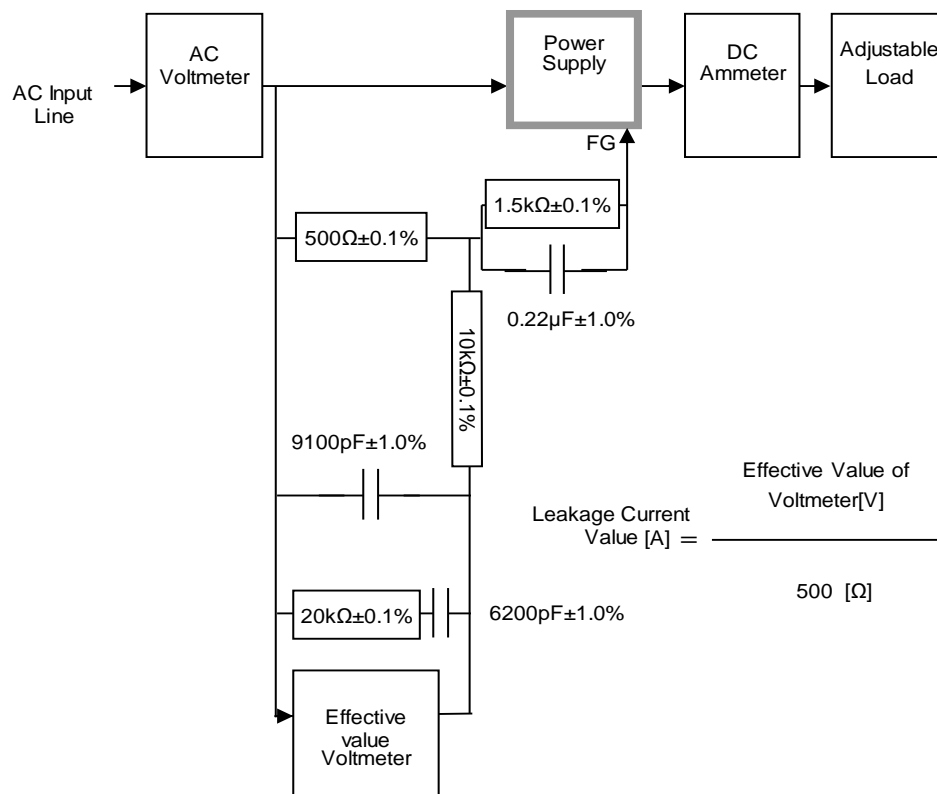 AC
Voltmeter
Power
Supply
DC
Ammeter
Adjustable
Load
AC Input
Line
FG
1.5kΩ±0.1%
500Ω±0.1%
0.22µF±1.0%
10kΩ±0.1%
9100pF±1.0%
Effective Value of
Voltmeter[V]
Leakage Current
Value [A] =
500 [Ω]
20kΩ±0.1%
6200pF±1.0%
Effective
value
Voltmeter